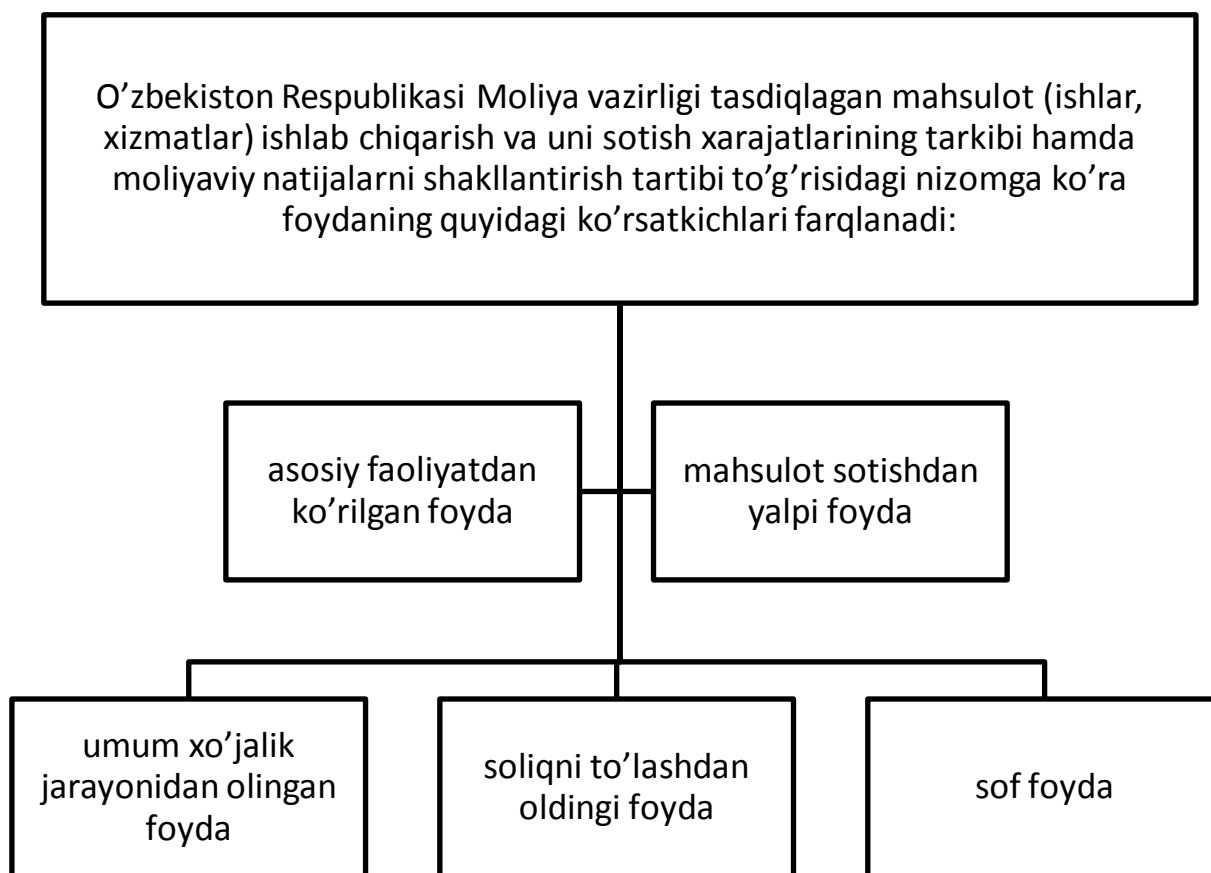 O’zbekiston Respublikasi Moliya vazirligi tasdiqlagan mahsulot (ishlar,
xizmatlar) ishlab chiqarish va uni sotish xarajatlarining tarkibi hamda
moliyaviy natijalarni shakllantirish tartibi to’g’risidagi nizomga ko’ra
foydaning quyidagi ko’rsatkichlari farqlanadi:
asosiy faoliyatdan
ko’rilgan foyda
mahsulot sotishdan
yalpi foyda
umum xo’jalik
jarayonidan olingan
foyda
soliqni to’lashdan
oldingi foyda
sof foyda